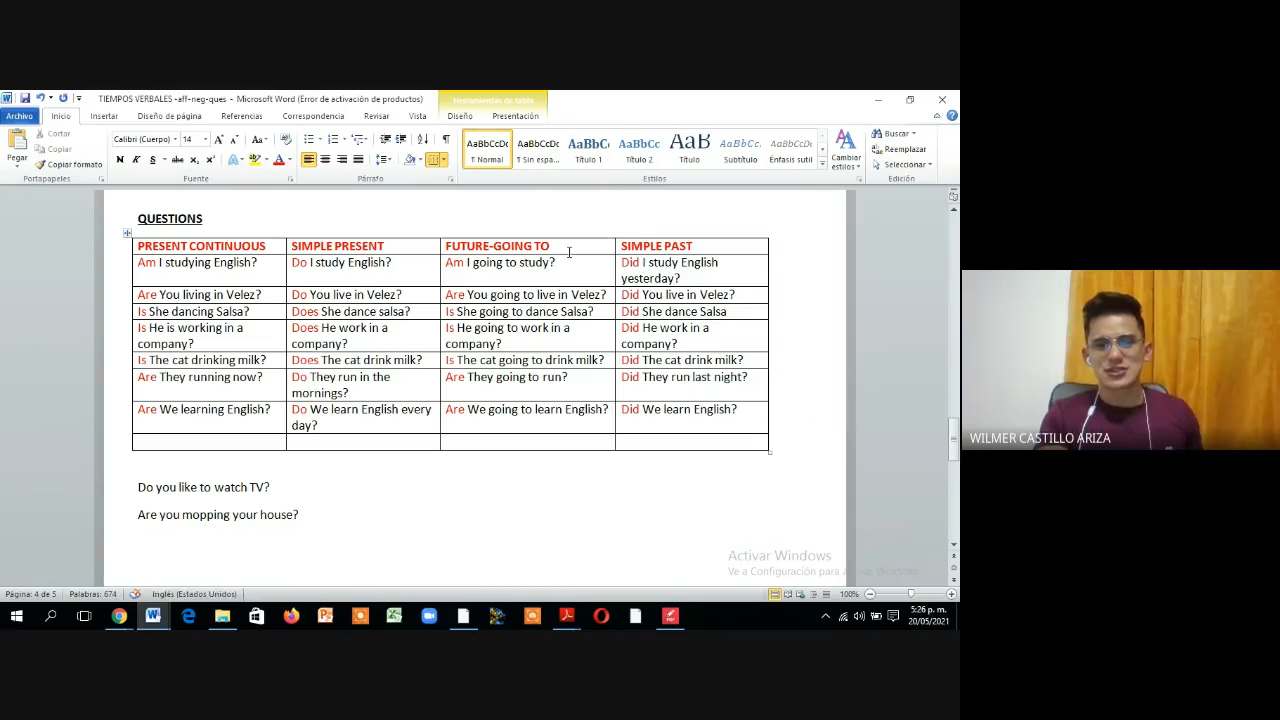 TIEMPOS VERBALES -aff-neg-ques - Microsoft Word (Error de activación de productos)
Herramientas de tabla
Archivo Inicio Insertar Diseño de página Referencias Correspondencia Revisar Vista Diseño Presentación
Pegar
Cortar
Copiar
Copiar formato
Portapapeles
Calibri (Cuerpo) 14
Fuente
Párrafo
AaBbCcDc AaBbCcDc AaBbC AaBbCc AaB AaBbCc. AaBbCcDc
¶ Normal ¶ Sin espa... Título 1 Título 2 Título Subtítulo Énfasis sutil
Cambiar estilos
Estilos
Buscar
Reemplazar
Seleccionar
Edición
QUESTIONS
PRESENT CONTINUOUS SIMPLE PRESENT FUTURE-GOING TO SIMPLE PAST
Am I studying English? Do I study English? Am I going to study? Did I study English
yesterday?
Are You living in Velez? Do You live in Velez? Are You going to live in Velez? Did You live in Velez?
Is She dancing Salsa? Does She dance salsa? Is She going to dance Salsa? Did She dance Salsa
Is He is working in a Does He work in a Is He going to work in a Did He work in a
company? company? company? company?
Is The cat drinking milk? Does The cat drink milk? Is The cat going to drink milk? Did The cat drink milk?
Are They running now? Do They run in the Are They going to run? Did They run last night?
mornings?
Are We learning English? Do We learn English every Are We going to learn English? Did We learn English?
day?
Do you like to watch TV?
Are you mopping your house?
Activar Windows
Ve a Configuración para activar Windows.
Página: 4 de 5 Palabras: 674 Inglés (Estados Unidos) 100%
5:26 p. m.
20/05/2021
WILMER CASTILLO ARIZA